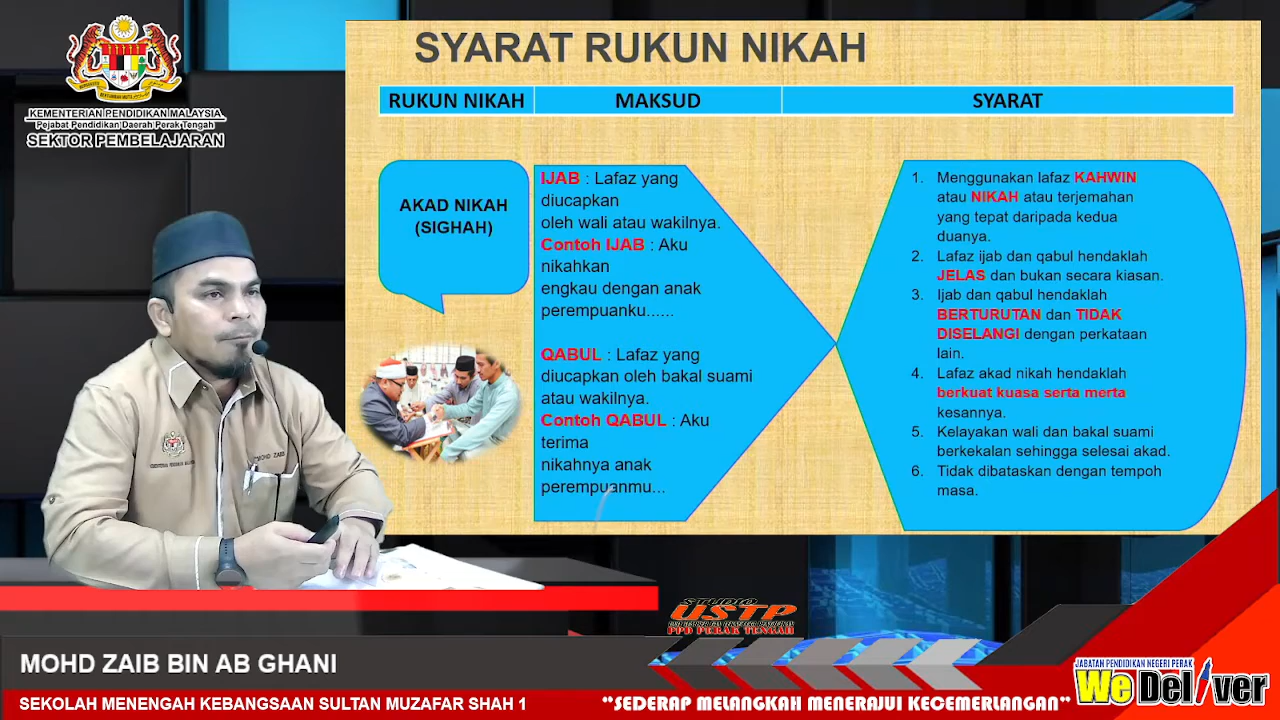 KEMENTERIAN PENDIDIKAN MALAYSIA
Pejabat Pendidikan Daerah Perak Tengah
SEKTOR PEMBELAJARAN
SYARAT RUKUN NIKAH
RUKUN NIKAH
MAKSUD
SYARAT
AKAD NIKAH
(SIGHAH)
IJAB : Lafaz yang
diucapkan
oleh wali atau wakilnya.
Contoh IJAB : Aku
nikahkan
engkau dengan anak
perempuanku......
QABUL : Lafaz yang
diucapkan oleh bakal suami
atau wakilnya.
Contoh QABUL : Aku
terima
nikahnya anak
perempuanmu...
1. Menggunakan lafaz KAHWIN
atau NIKAH atau terjemahan
yang tepat daripada kedua
duanya.
2. Lafaz ijab dan qabul hendaklah
JELAS dan bukan secara kiasan.
3. Ijab dan qabul hendaklah
BERTURUTAN dan TIDAK
DISELANGI dengan perkataan
lain.
4. Lafaz akad nikah hendaklah
berkuat kuasa serta merta
kesannya.
5. Kelayakan wali dan bakal suami
berkekalan sehingga selesai akad.
6. Tidak dibataskan dengan tempoh
masa.
MOHD ZAIB
STUDIO
USTP
PPD PERAK TENGAH
MOHD ZAIB BIN AB GHANI
SEKOLAH MENENGAH KEBANGSAAN SULTAN MUZAFAR SHAH 1
"SEDERAP MELANGKAH MENERAJUI KECEMERLANGAN"
JABATAN PENDIDIKAN NEGERI PERAK
We Deliver